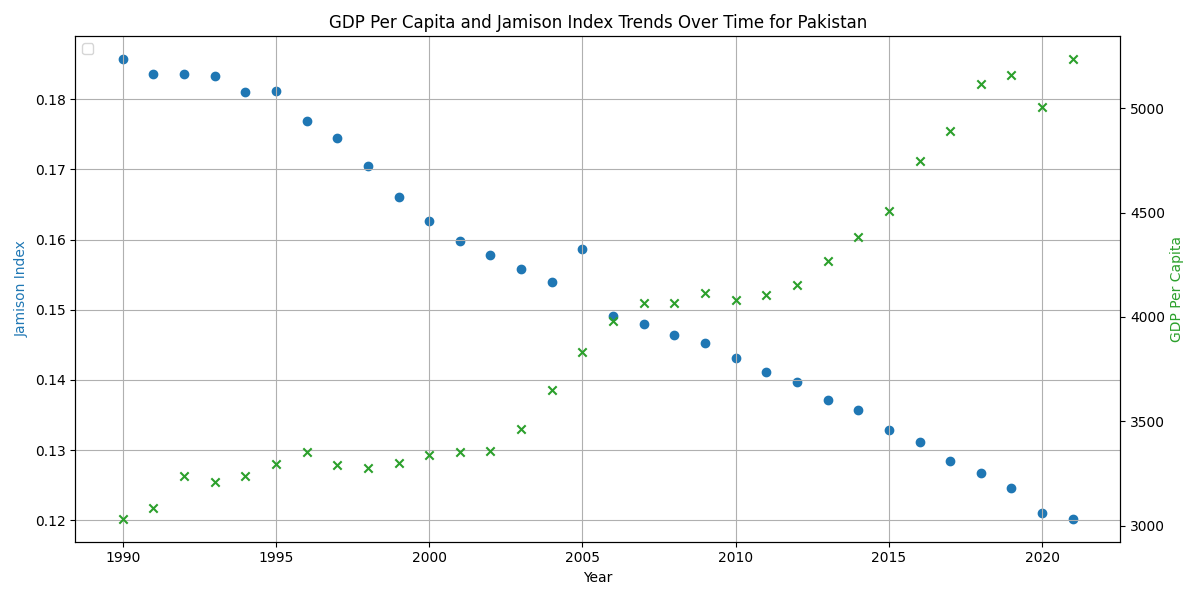 GDP Per Capita and Jamison Index Trends Over Time for Pakistan
Jamison Index
0.18
0.17
0.16
0.15
0.14
0.13
0.12
5000
4500
4000
3500
3000
GDP Per Capita
1990 1995 2000 2005 2010 2015 2020
Year